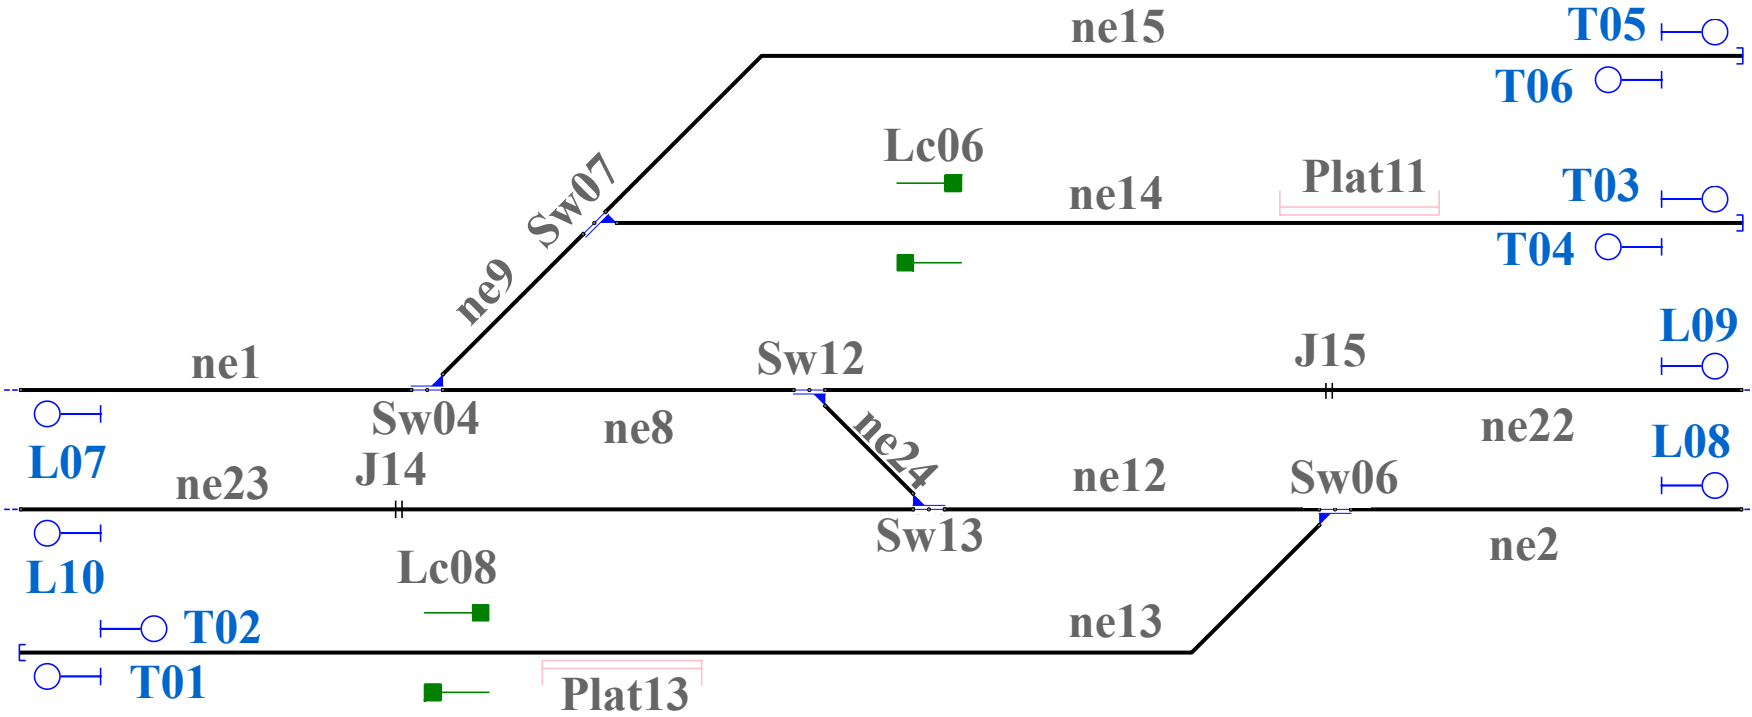 ne15
T05
T06
Lc06
Sw07
ne14
Plat11
T03
T04
ne9
ne1
Sw04
ne8
Sw12
J15
L09
ne22
L07
ne23
J14
ne24
Sw13
ne12
Sw06
L08
ne2
L10
Lc08
T02
T01
ne13
Plat13